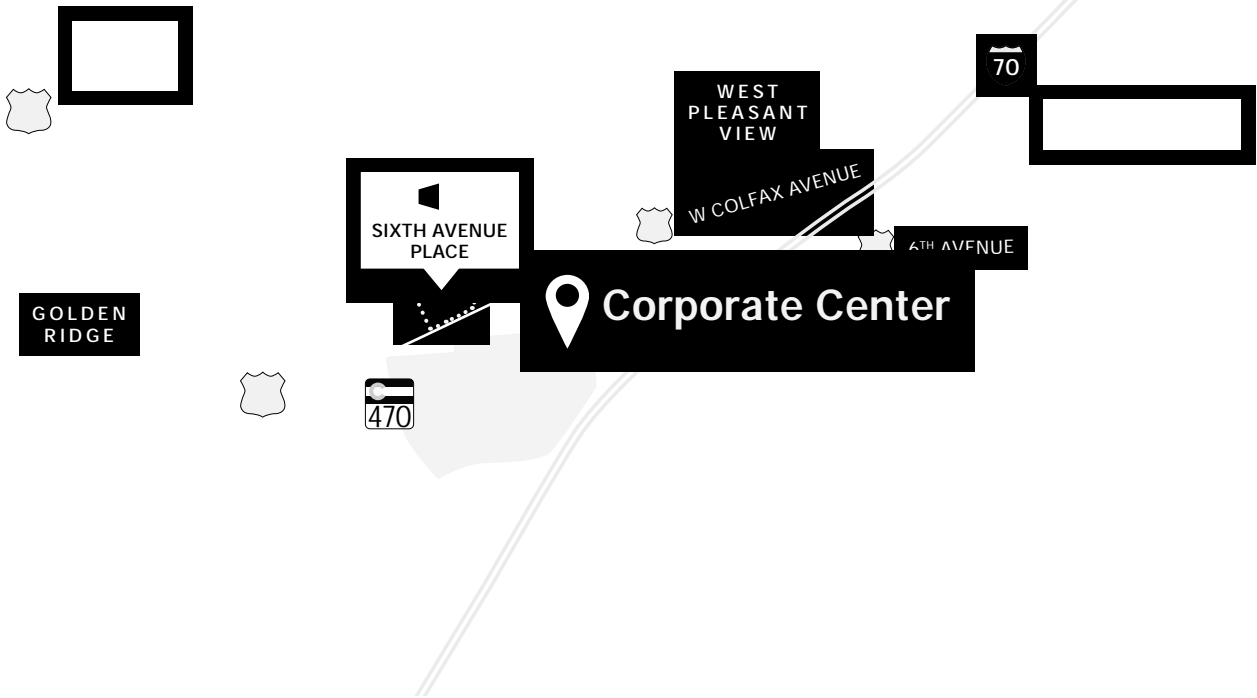 70
WEST
PLEASANT
VIEW
W COLFAX AVENUE
SIXTH AVENUE
PLACE
6TH AVENUE
Corporate Center
GOLDEN
RIDGE
C
470